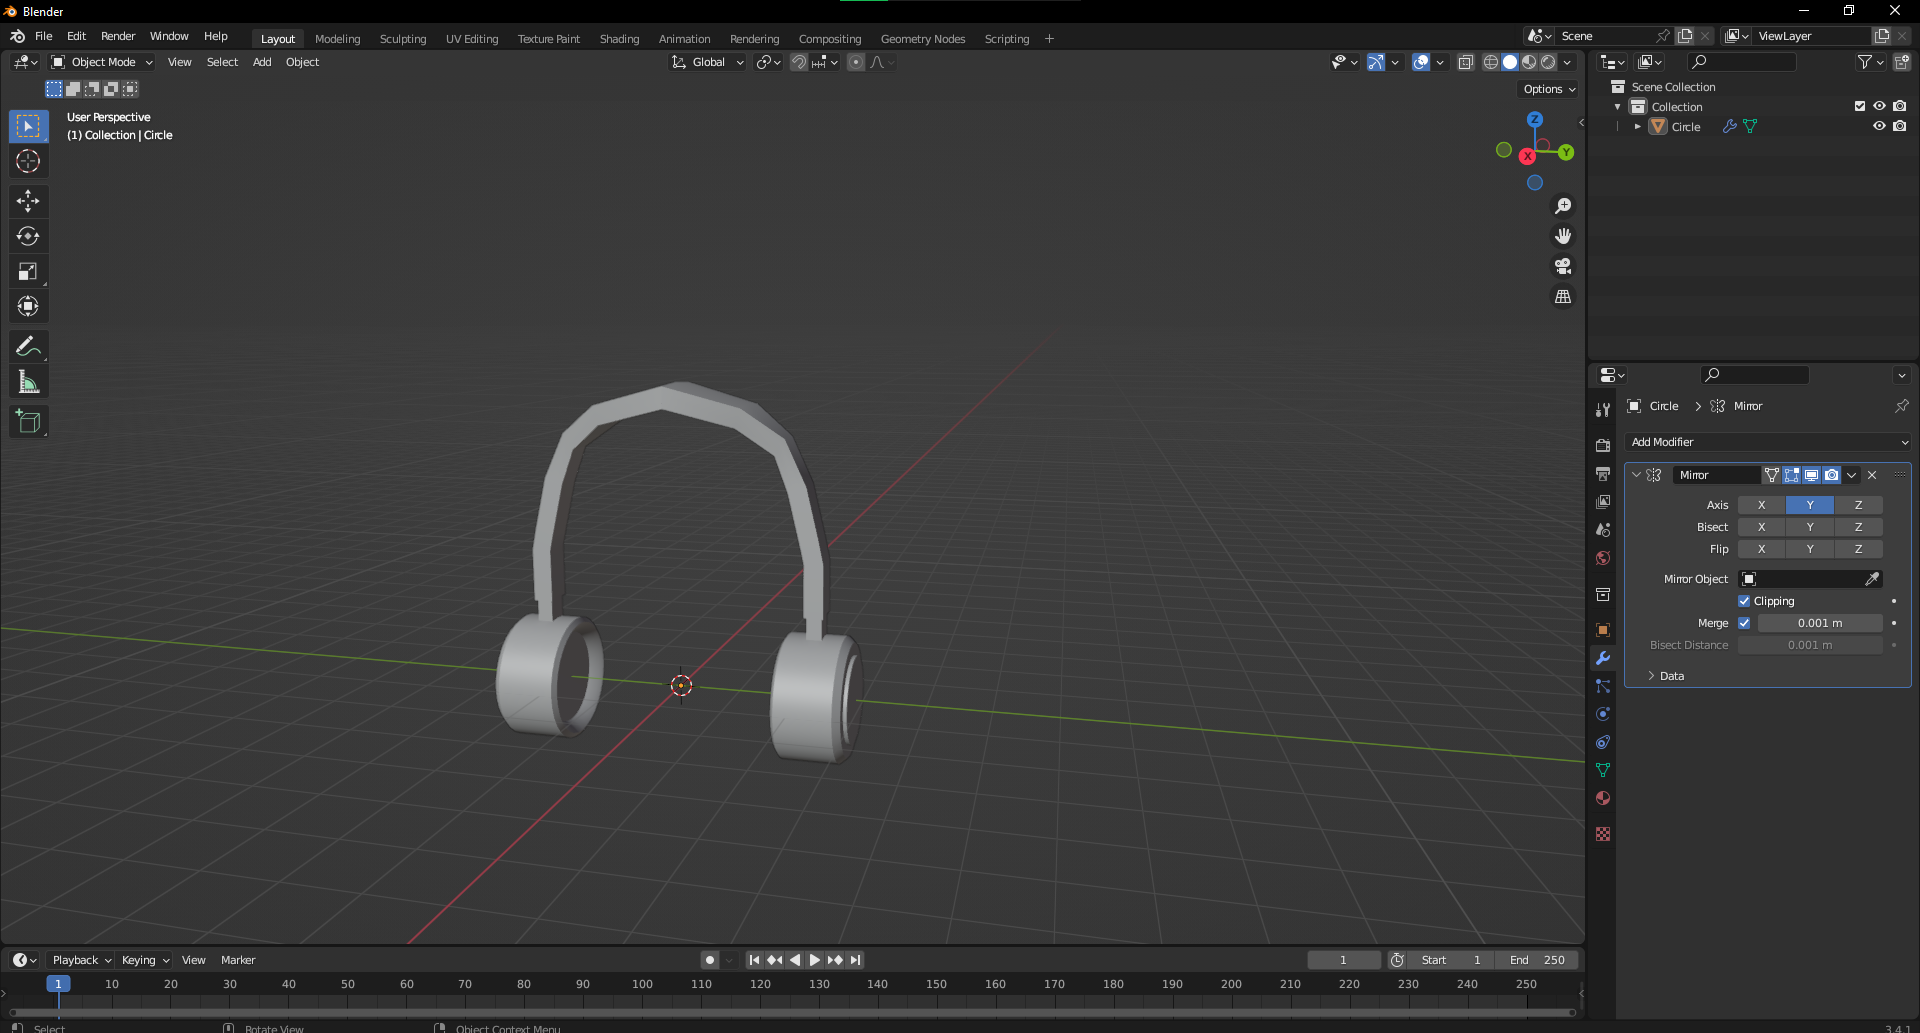 Blender
File Edit Render Window Help Layout Modeling Sculpting UV Editing Texture Paint Shading Animation Rendering Compositing Geometry Nodes Scripting + Scene ViewLayer
Object Mode View Select Add Object Global
Options
User Perspective
(1) Collection | Circle
Z
X
Y
Scene Collection
Collection
Circle
Circle > Mirror
Add Modifier
Mirror
Axis X Y Z
Bisect X Y Z
Flip X Y Z
Mirror Object
Clipping
Merge 0.001 m
Bisect Distance 0.001 m
Data
Playback Keying View Marker 1 Start 1 End 250
1 10 20 30 40 50 60 70 80 90 100 110 120 130 140 150 160 170 180 190 200 210 220 230 240 250
Select Rotate View Object Context Menu 3.4.1